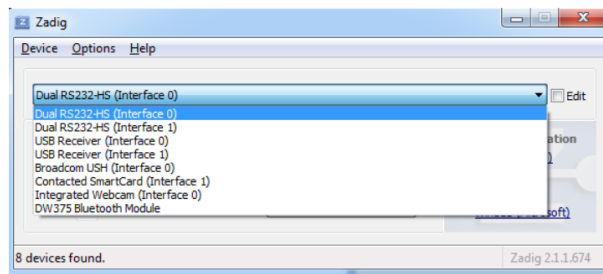 Zadig
Device Options Help
Dual RS232-HS (Interface 0) Edit
Dual RS232-HS (Interface 0)
Dual RS232-HS (Interface 1)
USB Receiver (Interface 0)
USB Receiver (Interface 1)
Broadcom USH (Interface 0)
Contacted SmartCard (Interface 1)
Integrated Webcam (Interface 0)
DW375 Bluetooth Module
8 devices found. Zadig 2.1.1.674